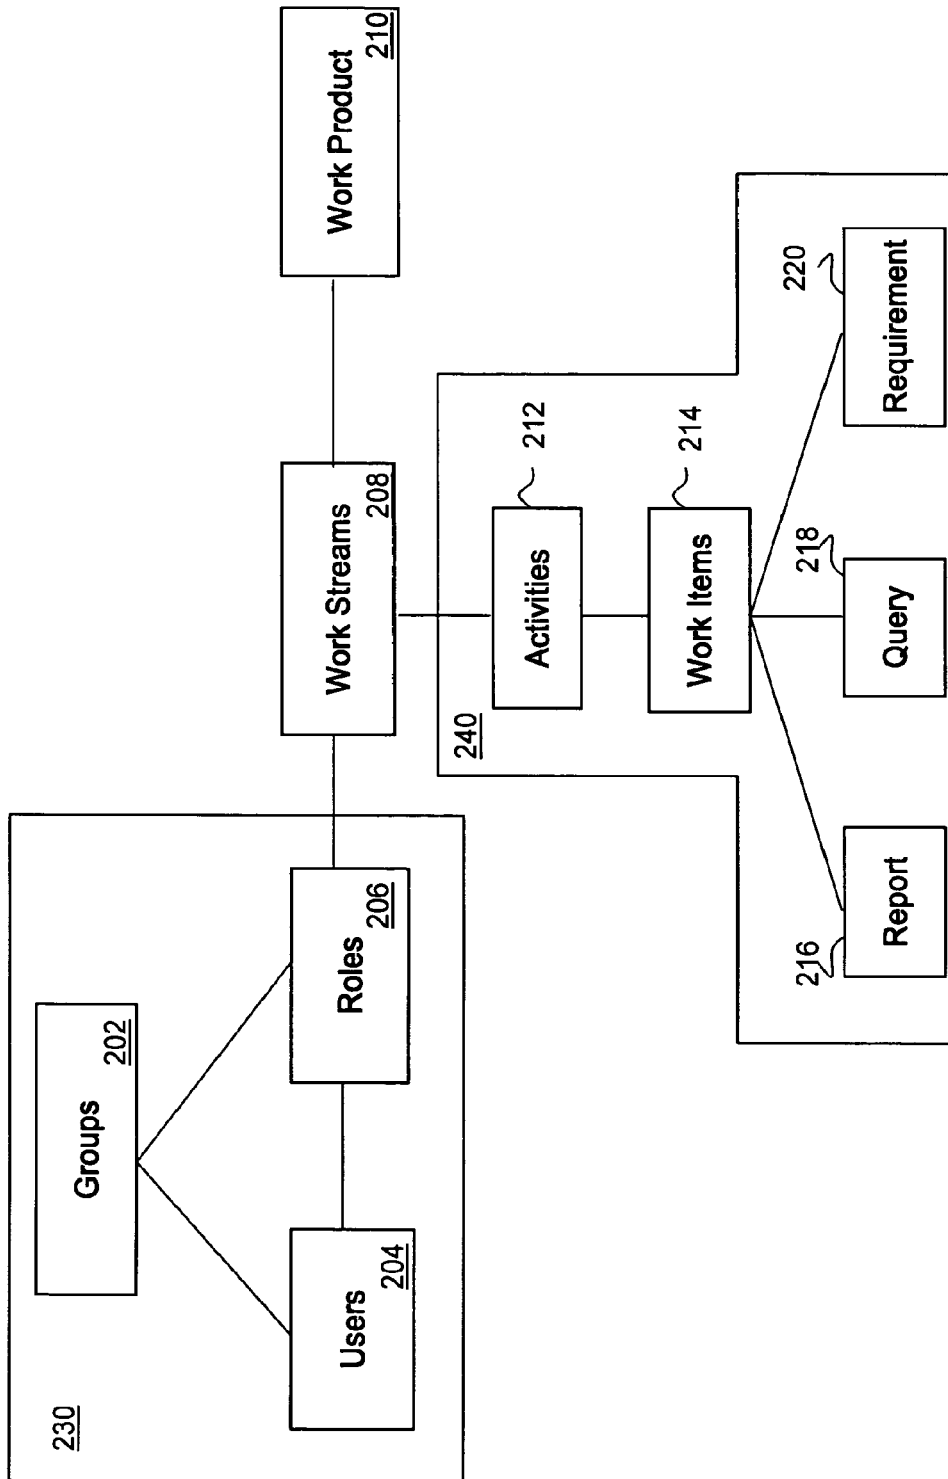 230
Groups
202
Users
204
Roles
206
Work Streams
208
Work Product
210
240
Activities
212
Work Items
214
216
Report
218
Query
220
Requirement